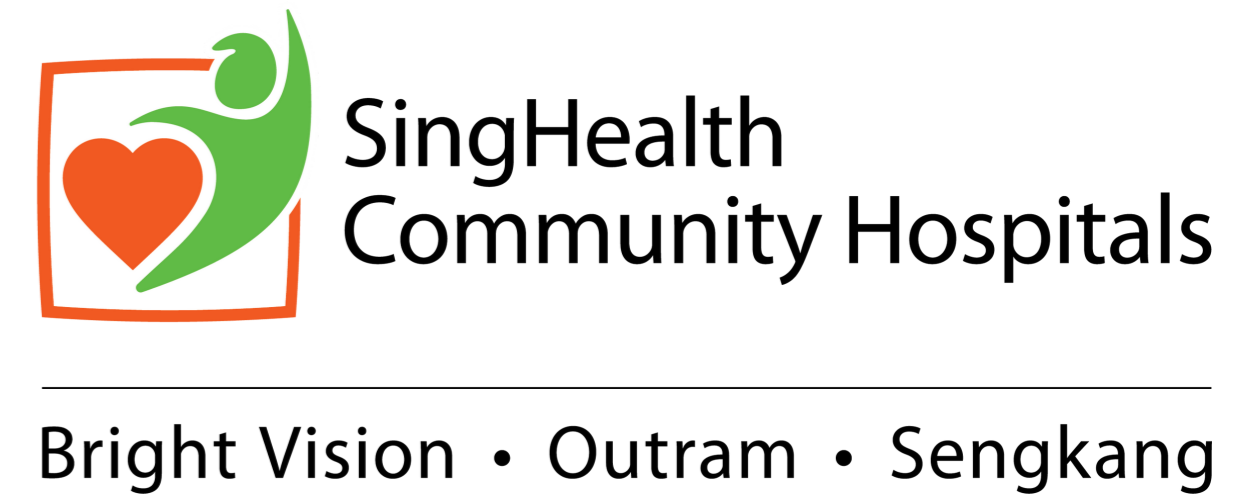 SingHealth
Community Hospitals
Bright Vision • Outram • Sengkang